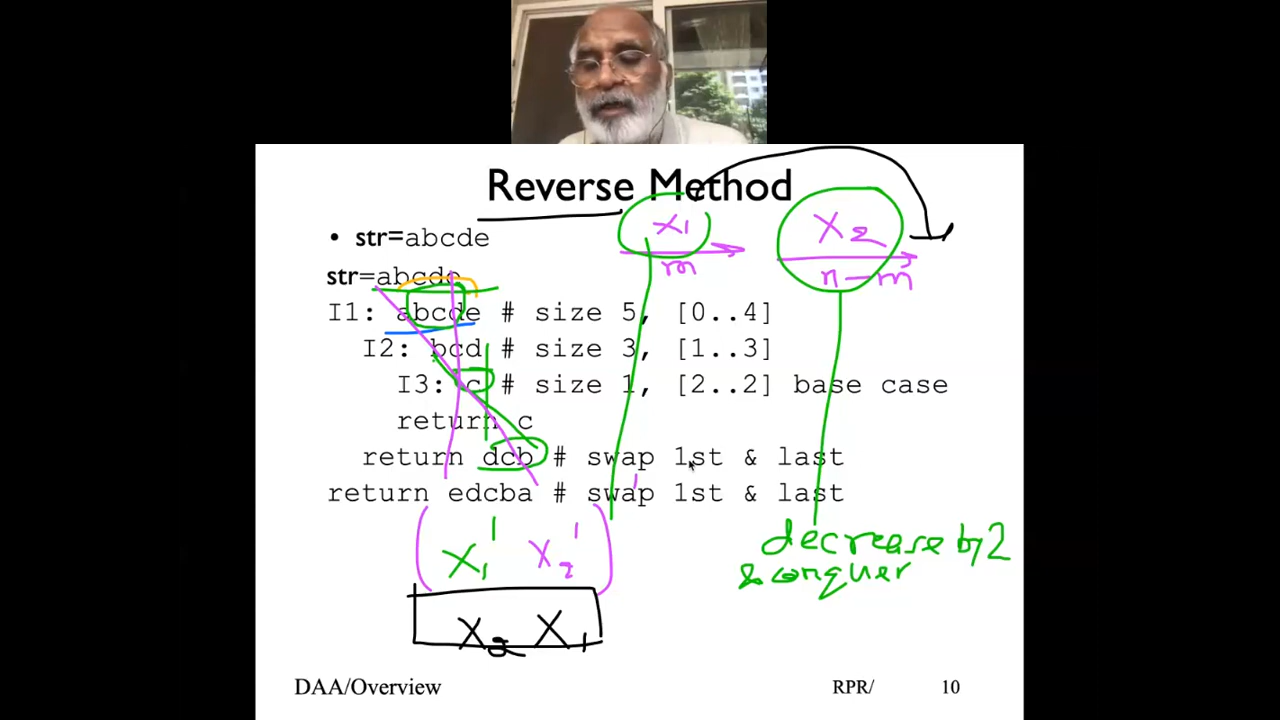 Reverse Method
X1 X2
m n-m
• str=abcde
str=abcde
I1: abcde # size 5, [0..4]
I2: bcd # size 3, [1..3]
I3: c # size 1, [2..2] base case
return c
return dcb # swap 1st & last
return edcba # swap 1st & last
(X1' X2')'
decrease by 2
& conquer
X2 X1
DAA/Overview RPR/ 10